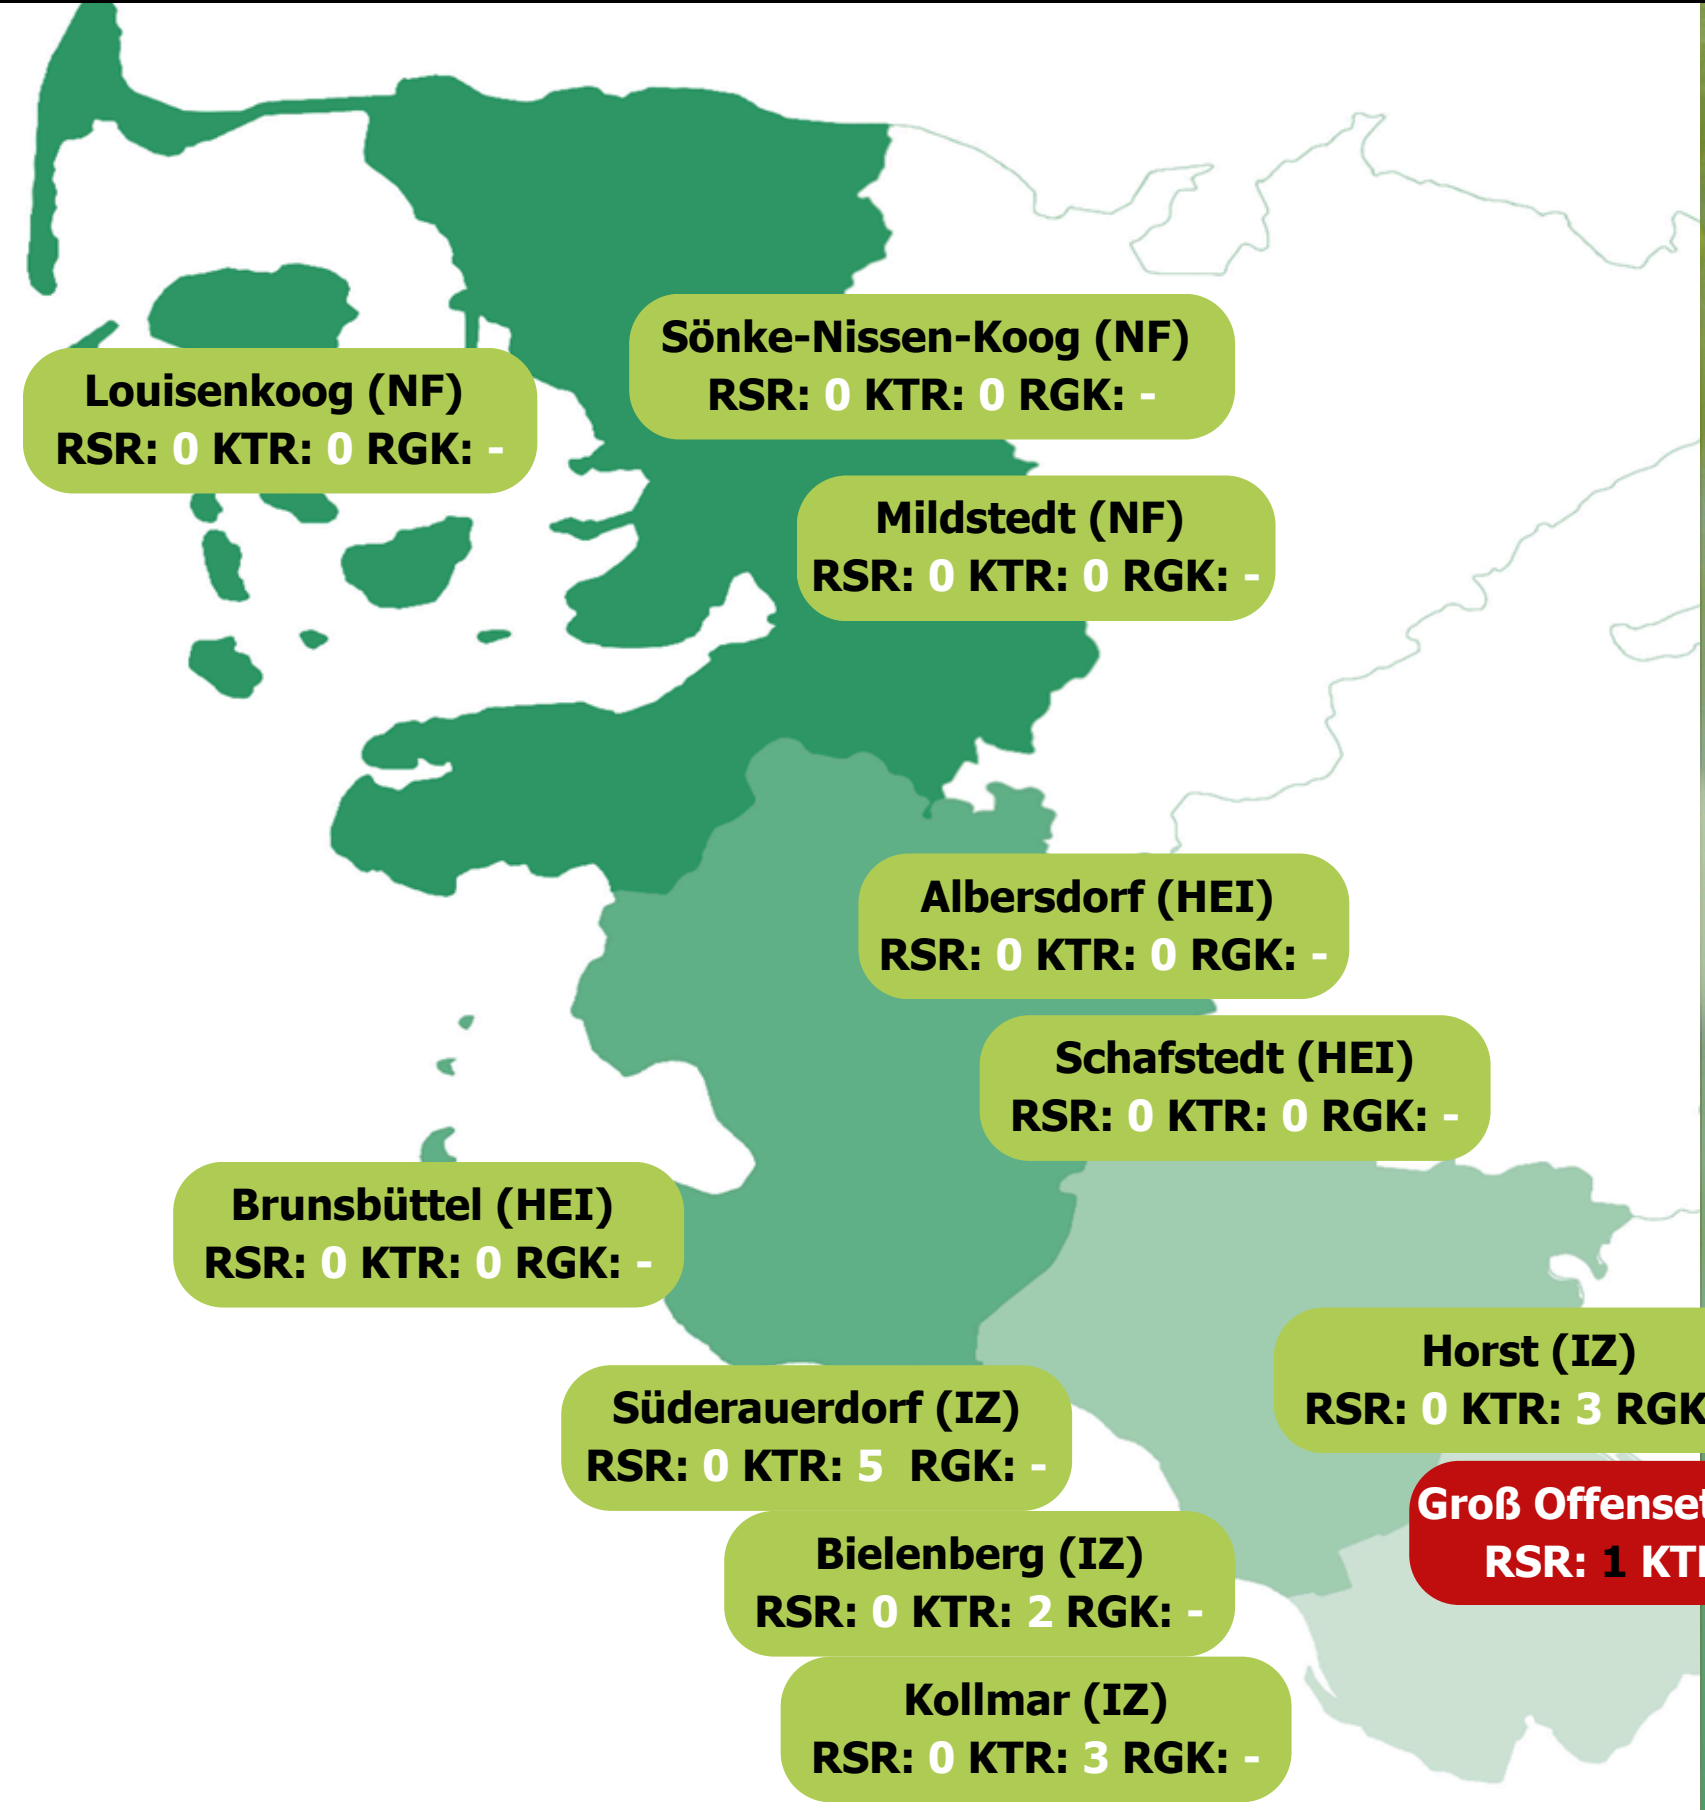 Sönke-Nissen-Koog (NF)
RSR: 0 KTR: 0 RGK: -
Louisenkoog (NF)
RSR: 0 KTR: 0 RGK: -
Mildstedt (NF)
RSR: 0 KTR: 0 RGK: -
Albersdorf (HEI)
RSR: 0 KTR: 0 RGK: -
Schafstedt (HEI)
RSR: 0 KTR: 0 RGK: -
Brunsbüttel (HEI)
RSR: 0 KTR: 0 RGK: -
Horst (IZ)
RSR: 0 KTR: 3 RGK
Süderauerdorf (IZ)
RSR: 0 KTR: 5 RGK: -
Groß
RSR: 1
Bielenberg (IZ)
RSR: 0 KTR: 2 RGK: -
Kollmar (IZ)
RSR: 0 KTR: 3 RGK: -